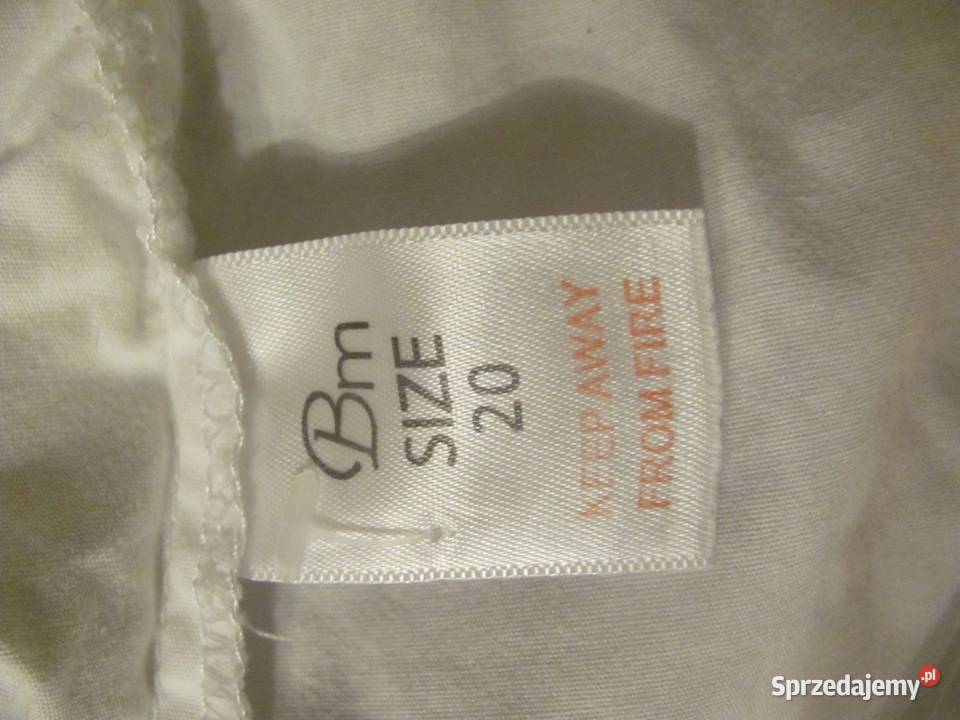 Bm
SIZE
20
KEEP AWAY
FROM FIRE
Sprzedajemy.pl